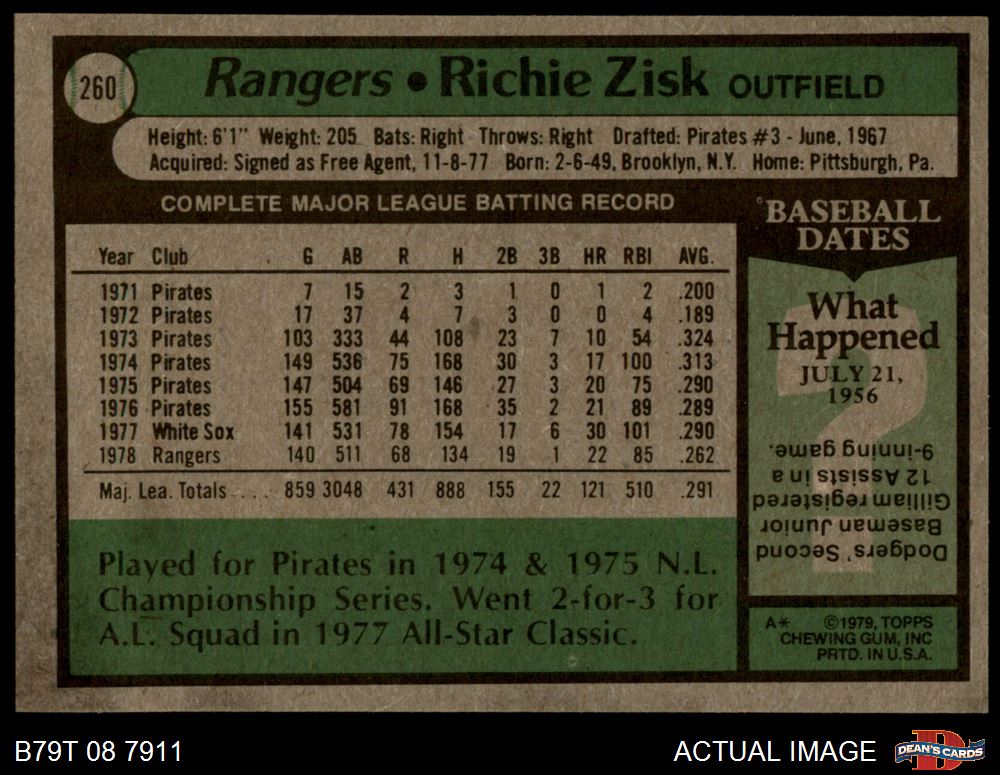 260
Rangers • Richie Zisk OUTFIELD
Height: 6'1" Weight: 205 Bats: Right Throws: Right Drafted: Pirates #3 - June, 1967
Acquired: Signed as Free Agent, 11-8-77 Born: 2-6-49, Brooklyn, N.Y. Home: Pittsburgh, Pa.
COMPLETE MAJOR LEAGUE BATTING RECORD
Year Club G AB R H 2B 3B HR RBI AVG.
1971 Pirates 7 15 2 3 1 0 1 2 .200
1972 Pirates 17 37 4 7 3 0 0 4 .189
1973 Pirates 103 333 44 108 23 7 10 54 .324
1974 Pirates 149 536 75 168 30 3 17 100 .313
1975 Pirates 147 504 69 146 27 3 20 75 .290
1976 Pirates 155 581 91 168 35 2 21 89 .289
1977 White Sox 141 531 78 154 17 6 30 101 .290
1978 Rangers 140 511 68 134 19 1 22 85 .262
Maj. Lea. Totals.... 859 3048 431 888 155 22 121 510 .291
Played for Pirates in 1974 & 1975 N.L.
Championship Series. Went 2-for-3 for
A.L. Squad in 1977 All-Star Classic.
BASEBALL
DATES
What
Happened
JULY 21,
1956
?
Dodgers' Second
Baseman Junior
Gilliam registered
12 Assists in a
9-inning game.
A* ©1979, TOPPS
CHEWING GUM, INC
PRTD. IN U.S.A.
B79T 08 7911
ACTUAL IMAGE
D
DEAN'S CARDS